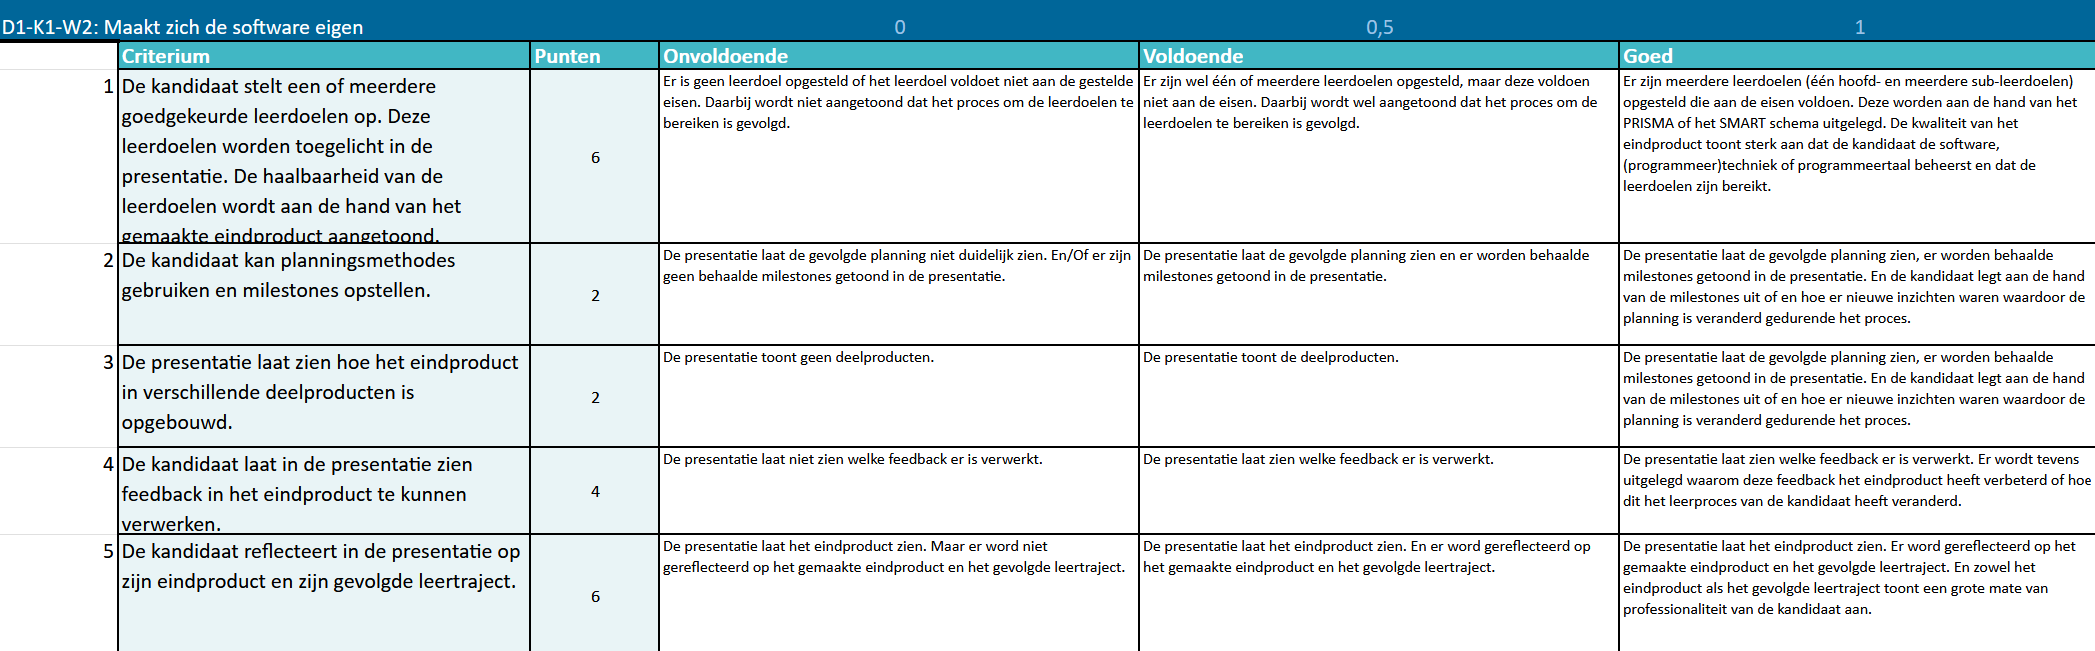 D1-K1-W2: Maakt zich de software eigen 0 0,5 1
Criterium Punten Onvoldoende Voldoende Goed
1 De kandidaat stelt een of meerdere
goedgekeurde leerdoelen op. Deze
leerdoelen worden toegelicht in de
presentatie. De haalbaarheid van de
leerdoelen wordt aan de hand van het
gemaakte eindproduct aangetoond.
6
Er is geen leerdoel opgesteld of het leerdoel voldoet niet aan de gestelde
eisen. Daarbij wordt niet aangetoond dat het proces om de leerdoelen te
bereiken is gevolgd.
Er zijn wel één of meerdere leerdoelen opgesteld, maar deze voldoen
niet aan de eisen. Daarbij wordt wel aangetoond dat het proces om de
leerdoelen te bereiken is gevolgd.
Er zijn meerdere leerdoelen (één hoofd- en meerdere sub-leerdoelen)
opgesteld die aan de eisen voldoen. Deze worden aan de hand van het
PRISMA of het SMART schema uitgelegd. De kwaliteit van het
eindproduct toont sterk aan dat de kandidaat de software,
(programmeer)techniek of programmeertaal beheerst en dat de
leerdoelen zijn bereikt.
2 De kandidaat kan planningsmethodes
gebruiken en milestones opstellen.
2
De presentatie laat de gevolgde planning niet duidelijk zien. En/Of er zijn
geen behaalde milestones getoond in de presentatie.
De presentatie laat de gevolgde planning zien en er worden behaalde
milestones getoond in de presentatie.
De presentatie laat de gevolgde planning zien, er worden behaalde
milestones getoond in de presentatie. En de kandidaat legt aan de hand
van de milestones uit of en hoe er nieuwe inzichten waren waardoor de
planning is veranderd gedurende het proces.
3 De presentatie laat zien hoe het eindproduct
in verschillende deelproducten is
opgebouwd.
2
De presentatie toont geen deelproducten.
De presentatie toont de deelproducten.
De presentatie laat de gevolgde planning zien, er worden behaalde
milestones getoond in de presentatie. En de kandidaat legt aan de hand
van de milestones uit of en hoe er nieuwe inzichten waren waardoor de
planning is veranderd gedurende het proces.
4 De kandidaat laat in de presentatie zien
feedback in het eindproduct te kunnen
verwerken.
4
De presentatie laat niet zien welke feedback er is verwerkt.
De presentatie laat zien welke feedback er is verwerkt.
De presentatie laat zien welke feedback er is verwerkt. Er wordt tevens
uitgelegd waarom deze feedback het eindproduct heeft verbeterd of hoe
dit het leerproces van de kandidaat heeft veranderd.
5 De kandidaat reflecteert in de presentatie op
zijn eindproduct en zijn gevolgde leertraject.
6
De presentatie laat het eindproduct zien. Maar er word niet
gereflecteerd op het gemaakte eindproduct en het gevolgde leertraject.
De presentatie laat het eindproduct zien. En er word gereflecteerd op
het gemaakte eindproduct en het gevolgde leertraject.
De presentatie laat het eindproduct zien. Er word gereflecteerd op het
gemaakte eindproduct en het gevolgde leertraject. En zowel het
eindproduct als het gevolgde leertraject toont een grote mate van
professionaliteit van de kandidaat aan.